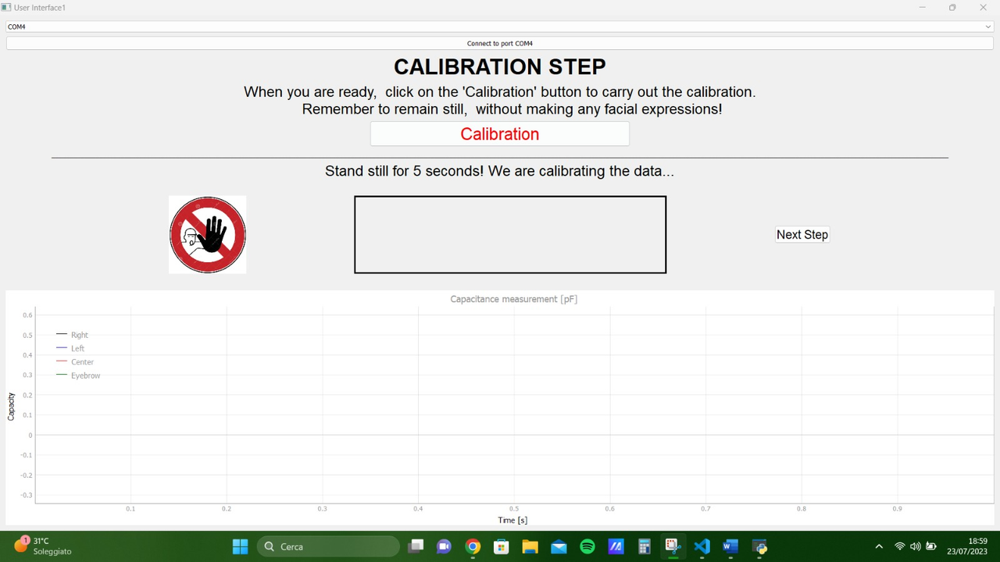 User Interface1
COM4
Connect to port COM4
CALIBRATION STEP
When you are ready,  click on the 'Calibration' button to carry out the calibration.
Remember to remain still,  without making any facial expressions!
Calibration
Stand still for 5 seconds! We are calibrating the data...
Next Step
Capacitance measurement [pF]
0.6
0.5
0.4
0.3
0.2
0.1
0
-0.1
-0.2
-0.3
Capacity
Right
Left
Center
Eyebrow
0.1 0.2 0.3 0.4 0.5 0.6 0.7 0.8 0.9
Time [s]
1
31°C
Soleggiato
Cerca
18:59
23/07/2023